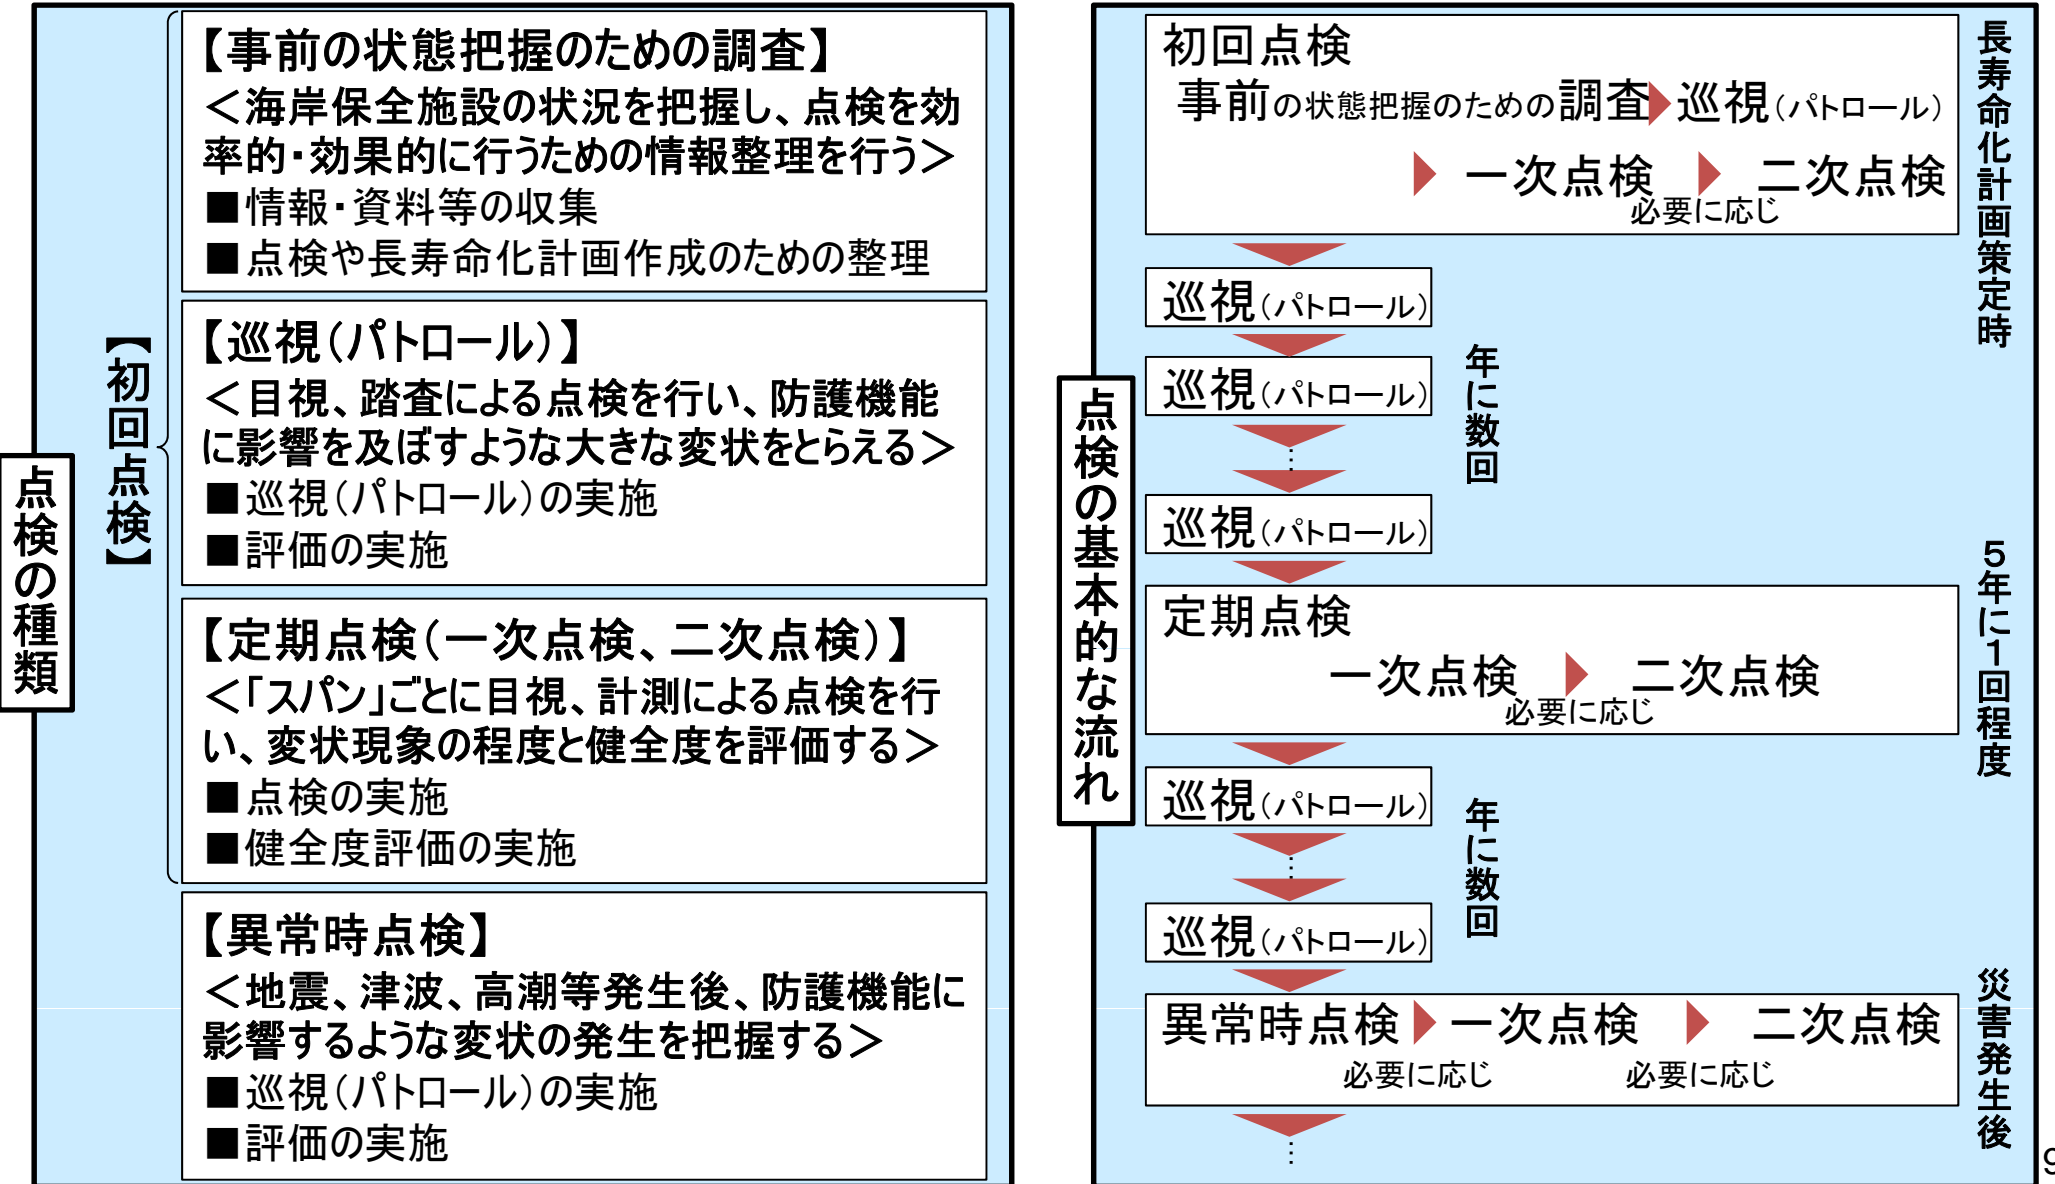 点検の種類
【初回点検】
【事前の状態把握のための調査】
＜海岸保全施設の状況を把握し、点検を効
率的・効果的に行うための情報整理を行う＞
■情報・資料等の収集
■点検や長寿命化計画作成のための整理
【巡視（パトロール）】
＜目視、踏査による点検を行い、防護機能
に影響を及ぼすような大きな変状をとらえる＞
■巡視（パトロール）の実施
■評価の実施
【定期点検（一次点検、二次点検）】
＜「スパン」ごとに目視、計測による点検を行
い、変状現象の程度と健全度を評価する＞
■点検の実施
■健全度評価の実施
【異常時点検】
＜地震、津波、高潮等発生後、防護機能に
影響するような変状の発生を把握する＞
■巡視（パトロール）の実施
■評価の実施
点検の基本的な流れ
初回点検
事前の状態把握のための調査 巡視（パトロール）
一次点検 二次点検
必要に応じ
長寿命化計画策定時
巡視（パトロール）
巡視（パトロール）
年に数回
巡視（パトロール）
定期点検
一次点検 二次点検
必要に応じ
５年に１回程度
巡視（パトロール）
年に数回
巡視（パトロール）
異常時点検 一次点検 二次点検
必要に応じ 必要に応じ
災害発生後
9